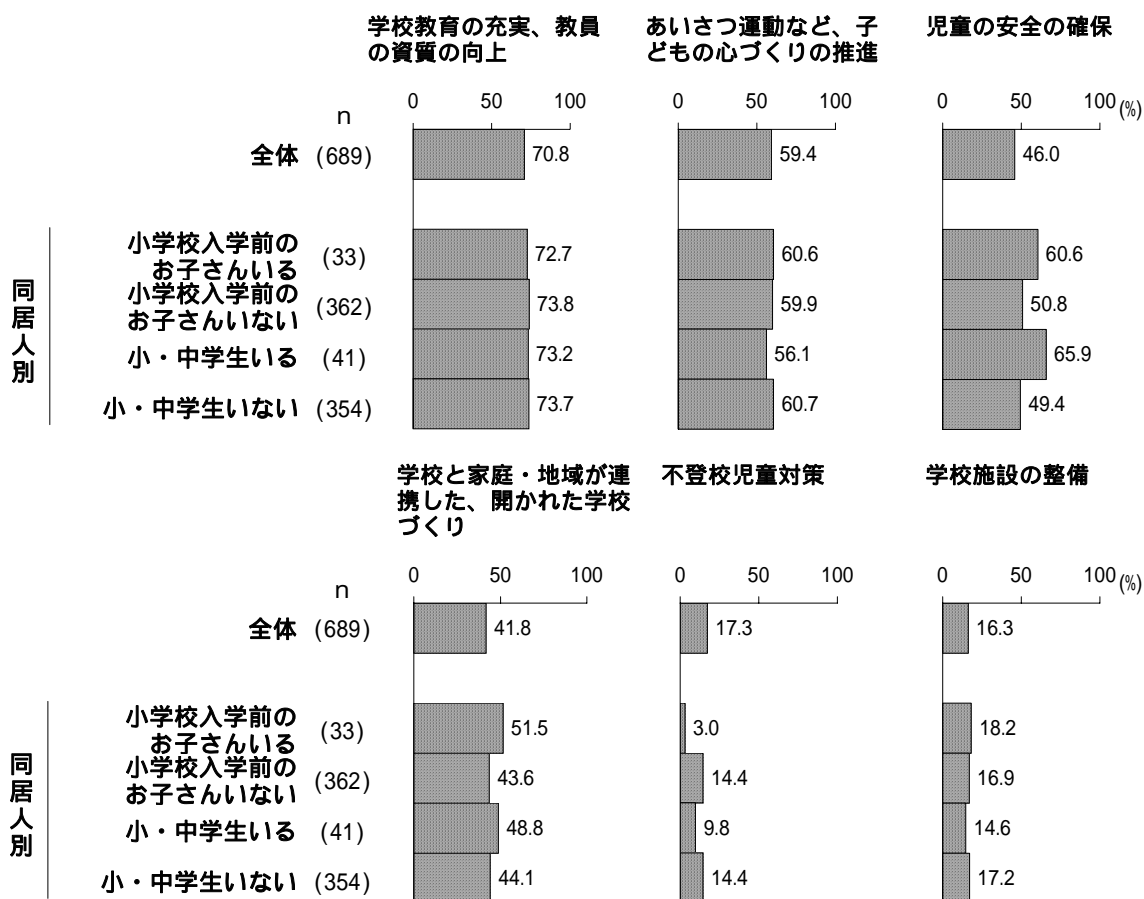 学校教育の充実、教員
の資質の向上
あいさつ運動など、子
どもの心づくりの推進
児童の安全の確保
0 50 100
0 50 100
0 50 100 (%)
n
全体 (689) 70.8 59.4 46.0
同居人別
小学校入学前の
お子さんいる (33) 72.7 60.6 60.6
小学校入学前の
お子さんいない (362) 73.8 59.9 50.8
小・中学生いる (41) 73.2 56.1 65.9
小・中学生いない (354) 73.7 60.7 49.4
学校と家庭・地域が連
携した、開かれた学校
づくり
不登校児童対策
学校施設の整備
0 50 100
0 50 100
0 50 100 (%)
n
全体 (689) 41.8 17.3 16.3
同居人別
小学校入学前の
お子さんいる (33) 51.5 3.0 18.2
小学校入学前の
お子さんいない (362) 43.6 14.4 16.9
小・中学生いる (41) 48.8 9.8 14.6
小・中学生いない (354) 44.1 14.4 17.2